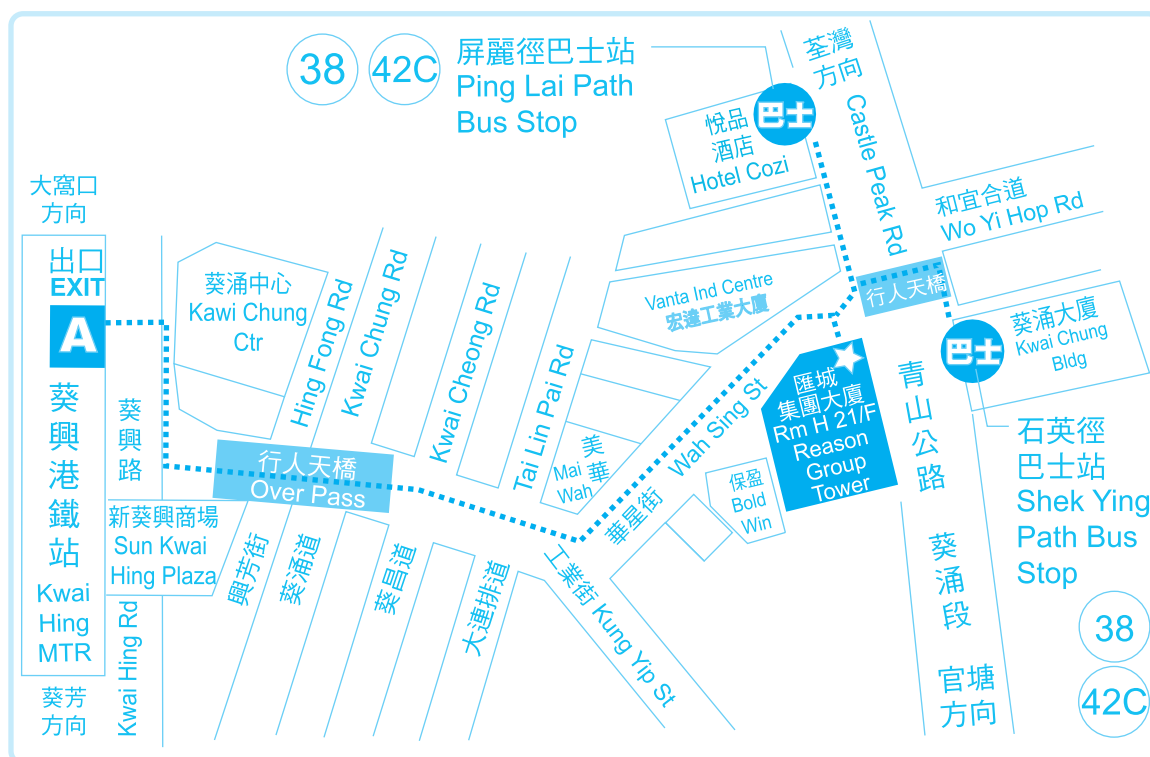 38
42C
屏麗徑巴士站
Ping Lai Path
Bus Stop
荃灣
方向
Castle Peak Rd
巴士
悅品
酒店
Hotel Cozi
和宜合道
Wo Yi Hop Rd
大窩口
方向
出口
EXIT
A
葵興港鐵站
Kwai
Hing
MTR
葵芳
方向
葵興路
Kwai Hing Rd
葵涌中心
Kawi Chung
Ctr
Hing Fong Rd
Kwai Chung Rd
Kwai Cheong Rd
Tai Lin Pai Rd
Vanta Ind Centre
宏達工業大廈
行人天橋
葵涌大廈
Kwai Chung
Bldg
巴士
匯城
集團大廈
Rm H 21/F
Reason
Group
Tower
青山公路
葵涌段
官塘
方向
石英徑
巴士站
Shek Ying
Path Bus
Stop
38
42C
行人天橋
Over Pass
美華
Mai
Wah
華星街 Wah Sing St
保盈
Bold
Win
新葵興商場
Sun Kwai
Hing Plaza
興芳街
葵涌道
葵昌道
大連排道
工業街 Kung Yip St